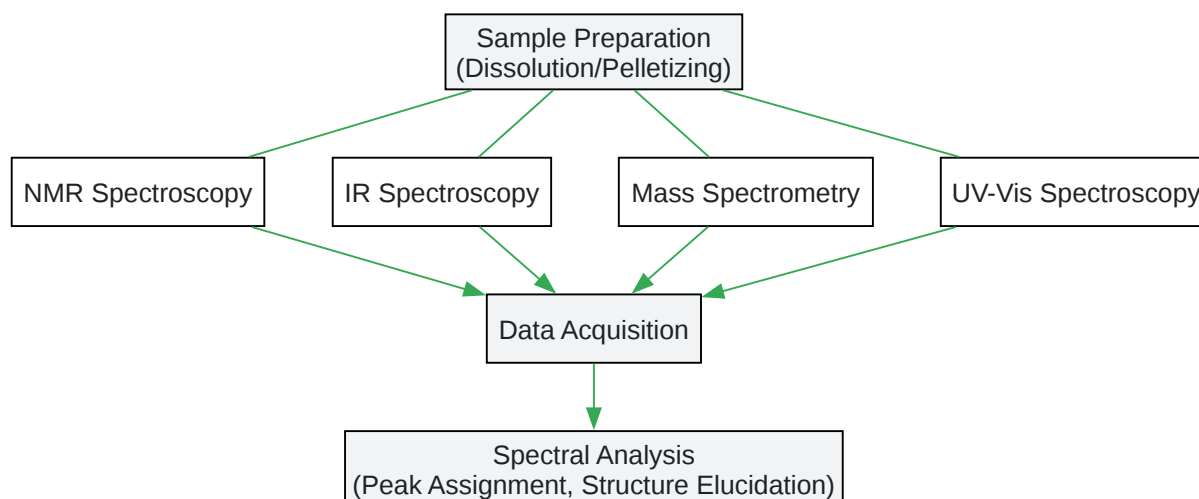 Sample Preparation
(Dissolution/Pelletizing)
NMR Spectroscopy
IR Spectroscopy
Mass Spectrometry
UV-Vis Spectroscopy
Data Acquisition
Spectral Analysis
(Peak Assignment, Structure Elucidation)